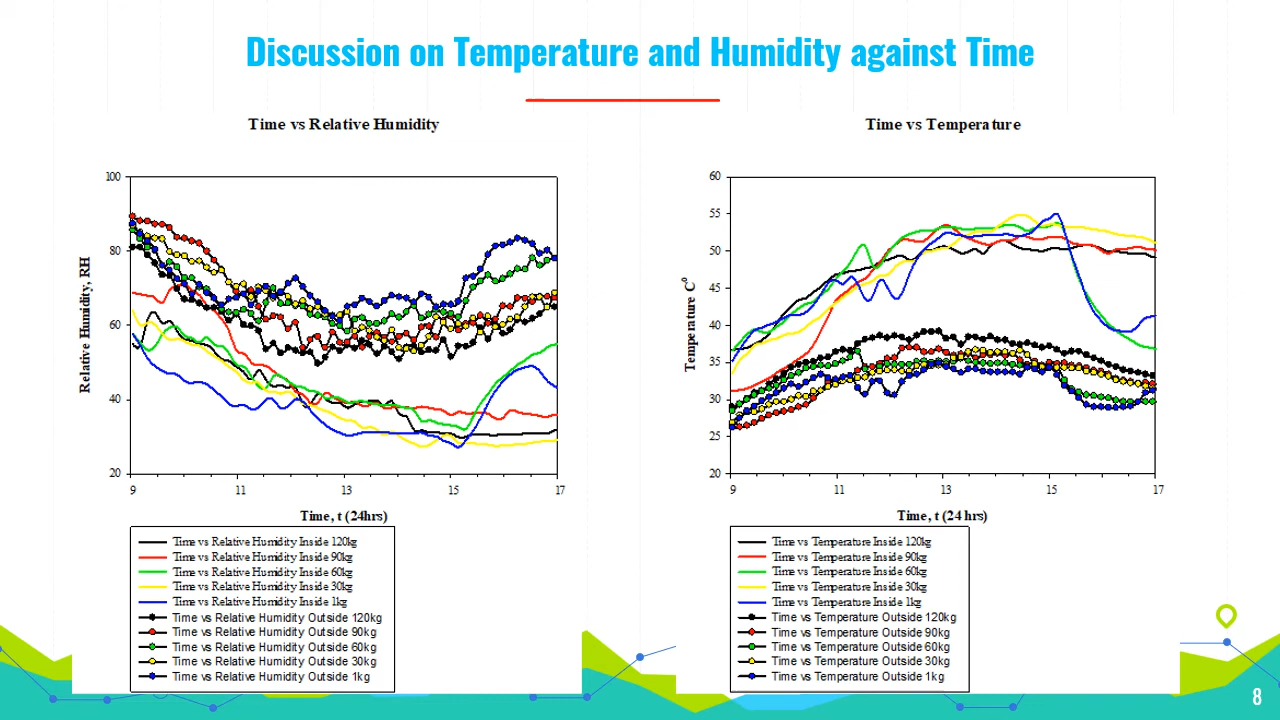 Discussion on Temperature and Humidity against Time
Time vs Relative Humidity
100
80
60
40
20
Relative Humidity, RH
9 11 13 15 17
Time, t (24hrs)
Time vs Relative Humidity Inside 120kg
Time vs Relative Humidity Inside 90kg
Time vs Relative Humidity Inside 60kg
Time vs Relative Humidity Inside 30kg
Time vs Relative Humidity Inside 1kg
Time vs Relative Humidity Outside 120kg
Time vs Relative Humidity Outside 90kg
Time vs Relative Humidity Outside 60kg
Time vs Relative Humidity Outside 30kg
Time vs Relative Humidity Outside 1kg
Time vs Temperature
60
55
50
45
40
35
30
25
20
Temperature C⁰
9 11 13 15 17
Time, t (24 hrs)
Time vs Temperature Inside 120kg
Time vs Temperature Inside 90kg
Time vs Temperature Inside 60kg
Time vs Temperature Inside 30kg
Time vs Temperature Inside 1kg
Time vs Temperature Outside 120kg
Time vs Temperature Outside 90kg
Time vs Temperature Outside 60kg
Time vs Temperature Outside 30kg
Time vs Temperature Outside 1kg
8